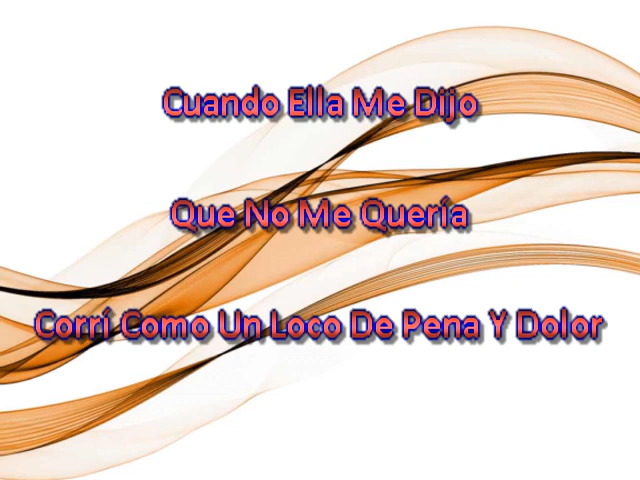 Cuando Ella Me Dijo
Que No Me Quería
Corrí Como Un Loco De Pena Y Dolor